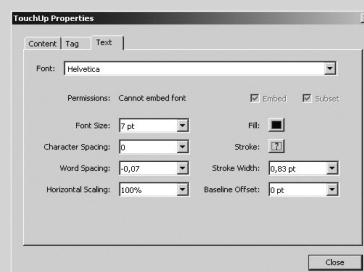 TouchUp Properties
Content Tag Text
Font: Helvetica
Permissions: Cannot embed font Embed Subset
Font Size: 7 pt Fill:
Character Spacing: 0 Stroke: ?
Word Spacing: -0,07 Stroke Width: 0,83 pt
Horizontal Scaling: 100% Baseline Offset: 0 pt
Close